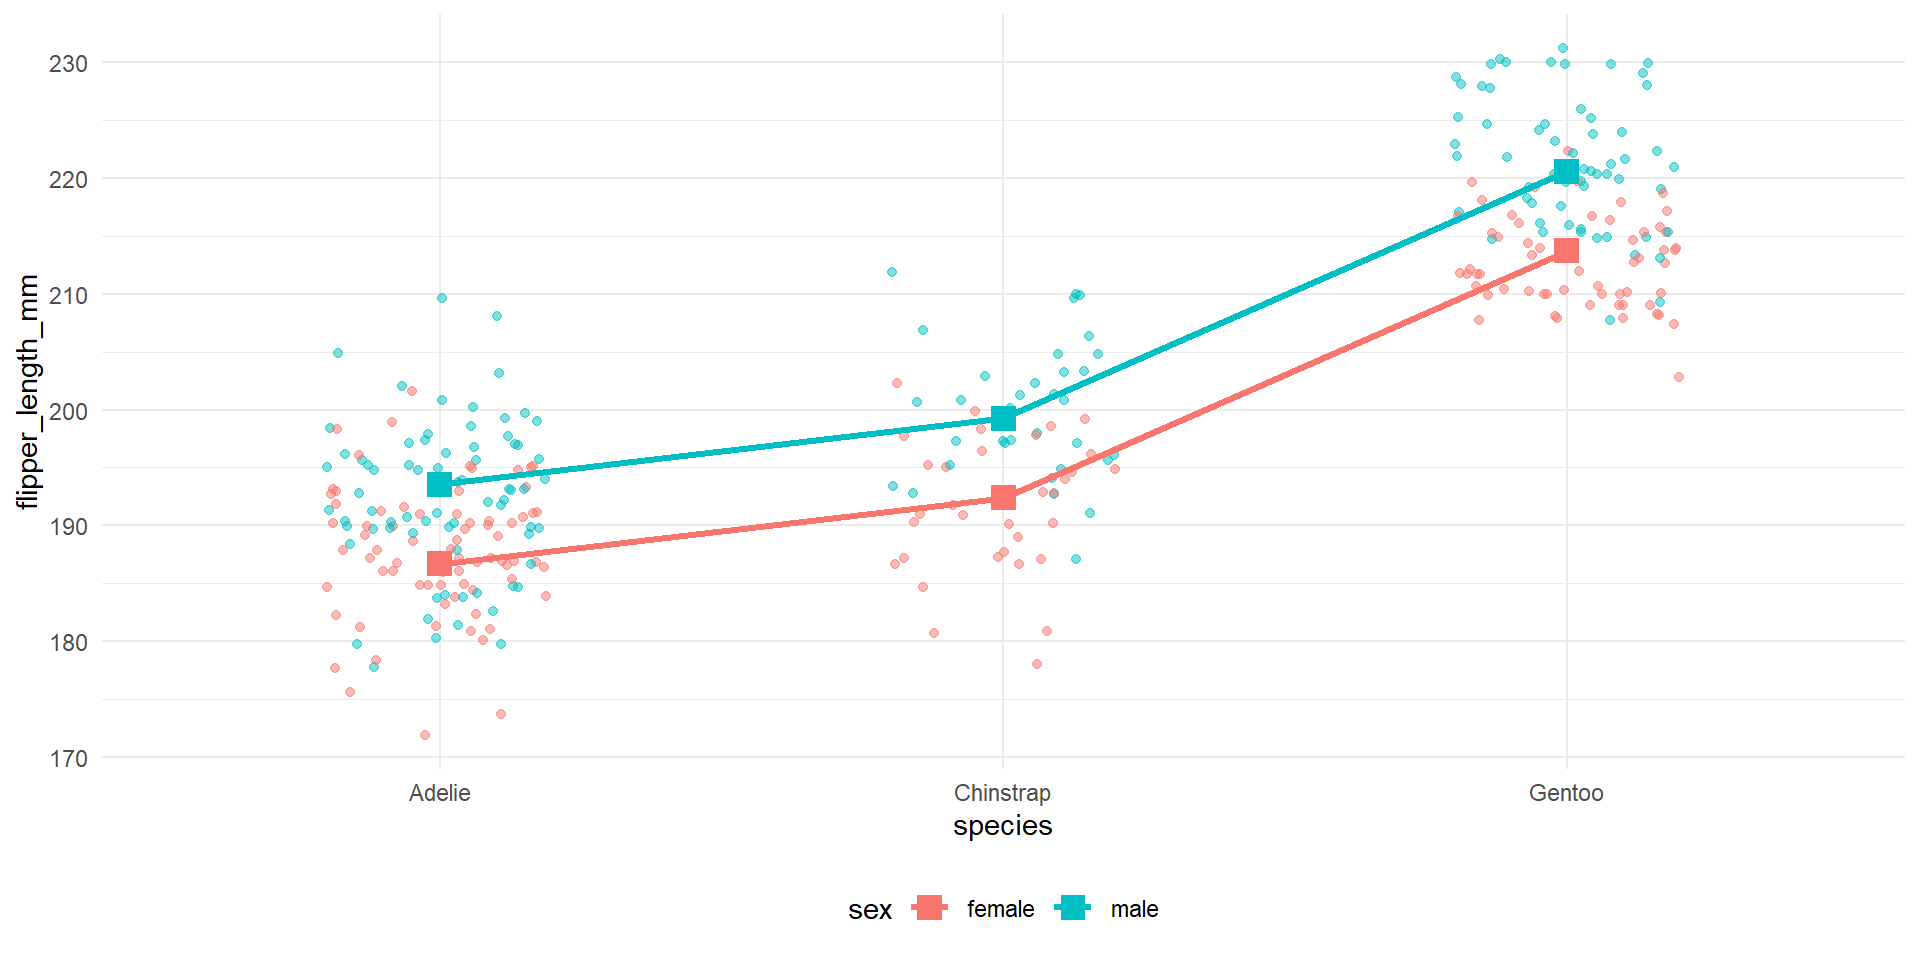 230
220
210
200
190
180
170
flipper_length_mm
Adelie Chinstrap Gentoo
species
sex female male